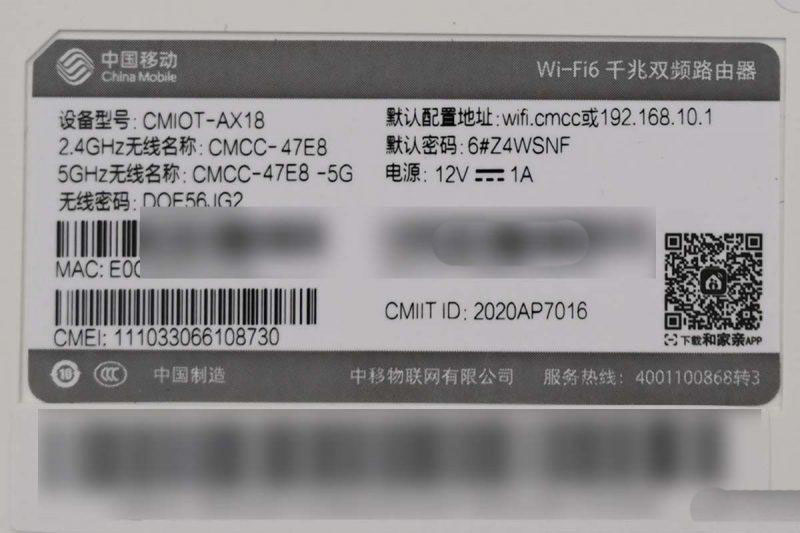 中国移动
China Mobile
Wi-Fi6 千兆双频路由器
设备型号: CMIOT-AX18
2.4GHz无线名称: CMCC-47E8
5GHz无线名称: CMCC-47E8 -5G
无线密码: DQF56JG2
MAC: E0
CMEI: 111033066108730
默认配置地址: wifi.cmcc或192.168.10.1
默认密码: 6#Z4WSNF
电源: 12V 1A
CMIIT ID: 2020AP7016
下载和家亲APP
10
CCC
中国制造
中移物联网有限公司
服务热线: 4001100868转3